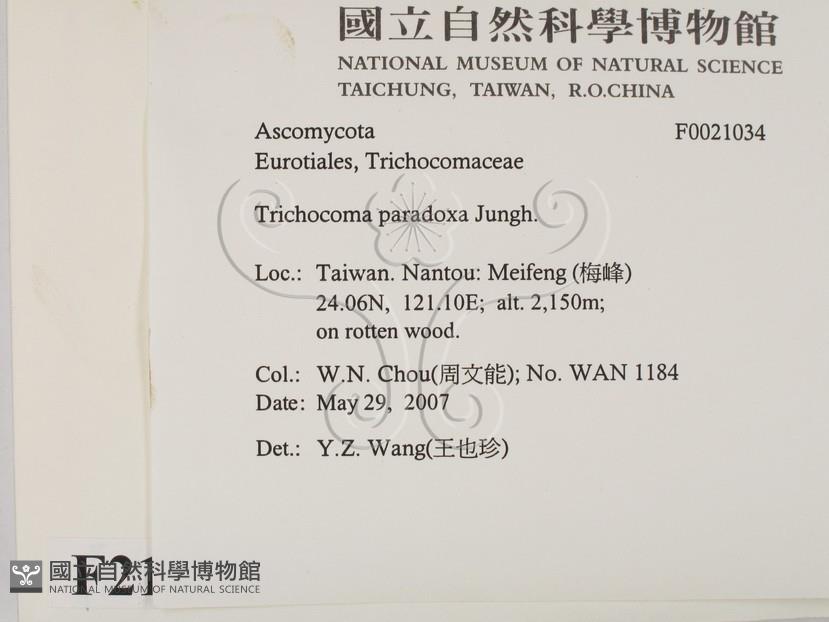 國立自然科學博物館
NATIONAL MUSEUM OF NATURAL SCIENCE
TAICHUNG, TAIWAN, R.O.CHINA
Ascomycota F0021034
Eurotiales, Trichocomaceae
Trichocoma paradoxa Jungh.
Loc.: Taiwan. Nantou: Meifeng (梅峰)
24.06N, 121.10E; alt. 2,150m;
on rotten wood.
Col.: W.N. Chou(周文能); No. WAN 1184
Date: May 29, 2007
Det.: Y.Z. Wang(王也珍)
F21
國立自然科學博物館
NATIONAL MUSEUM OF NATURAL SCIENCE